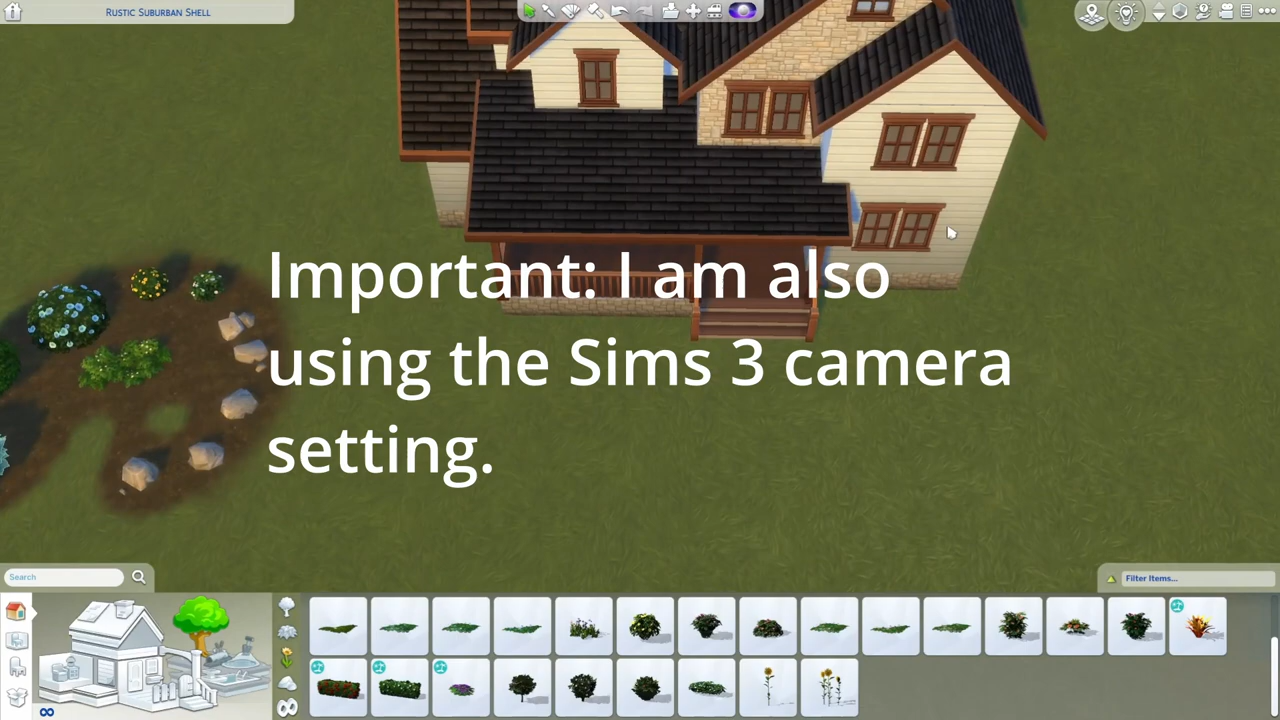 Rustic Suburban Shell
Important: I am also
using the Sims 3 camera
setting.
Search
Filter Items...